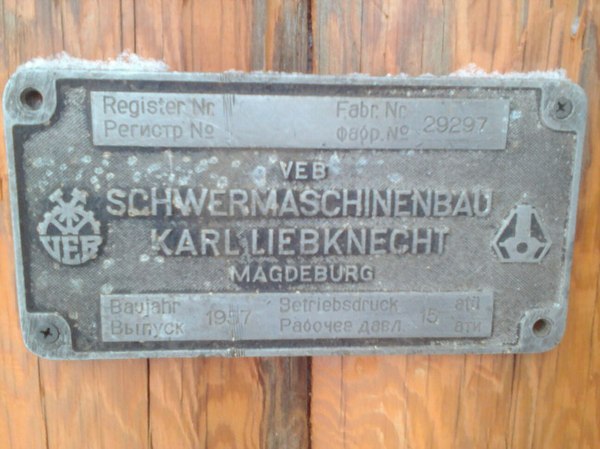 Register Nr. Fabr. Nr.
Регистр № Фабр. № 29297
VEB
SCHWERMASCHINENBAU
KARL LIEBKNECHT
MAGDEBURG
VEB
Baujahr 1957 Betriebsdruck 15 atü
Выпуск Рабочее давл. ати